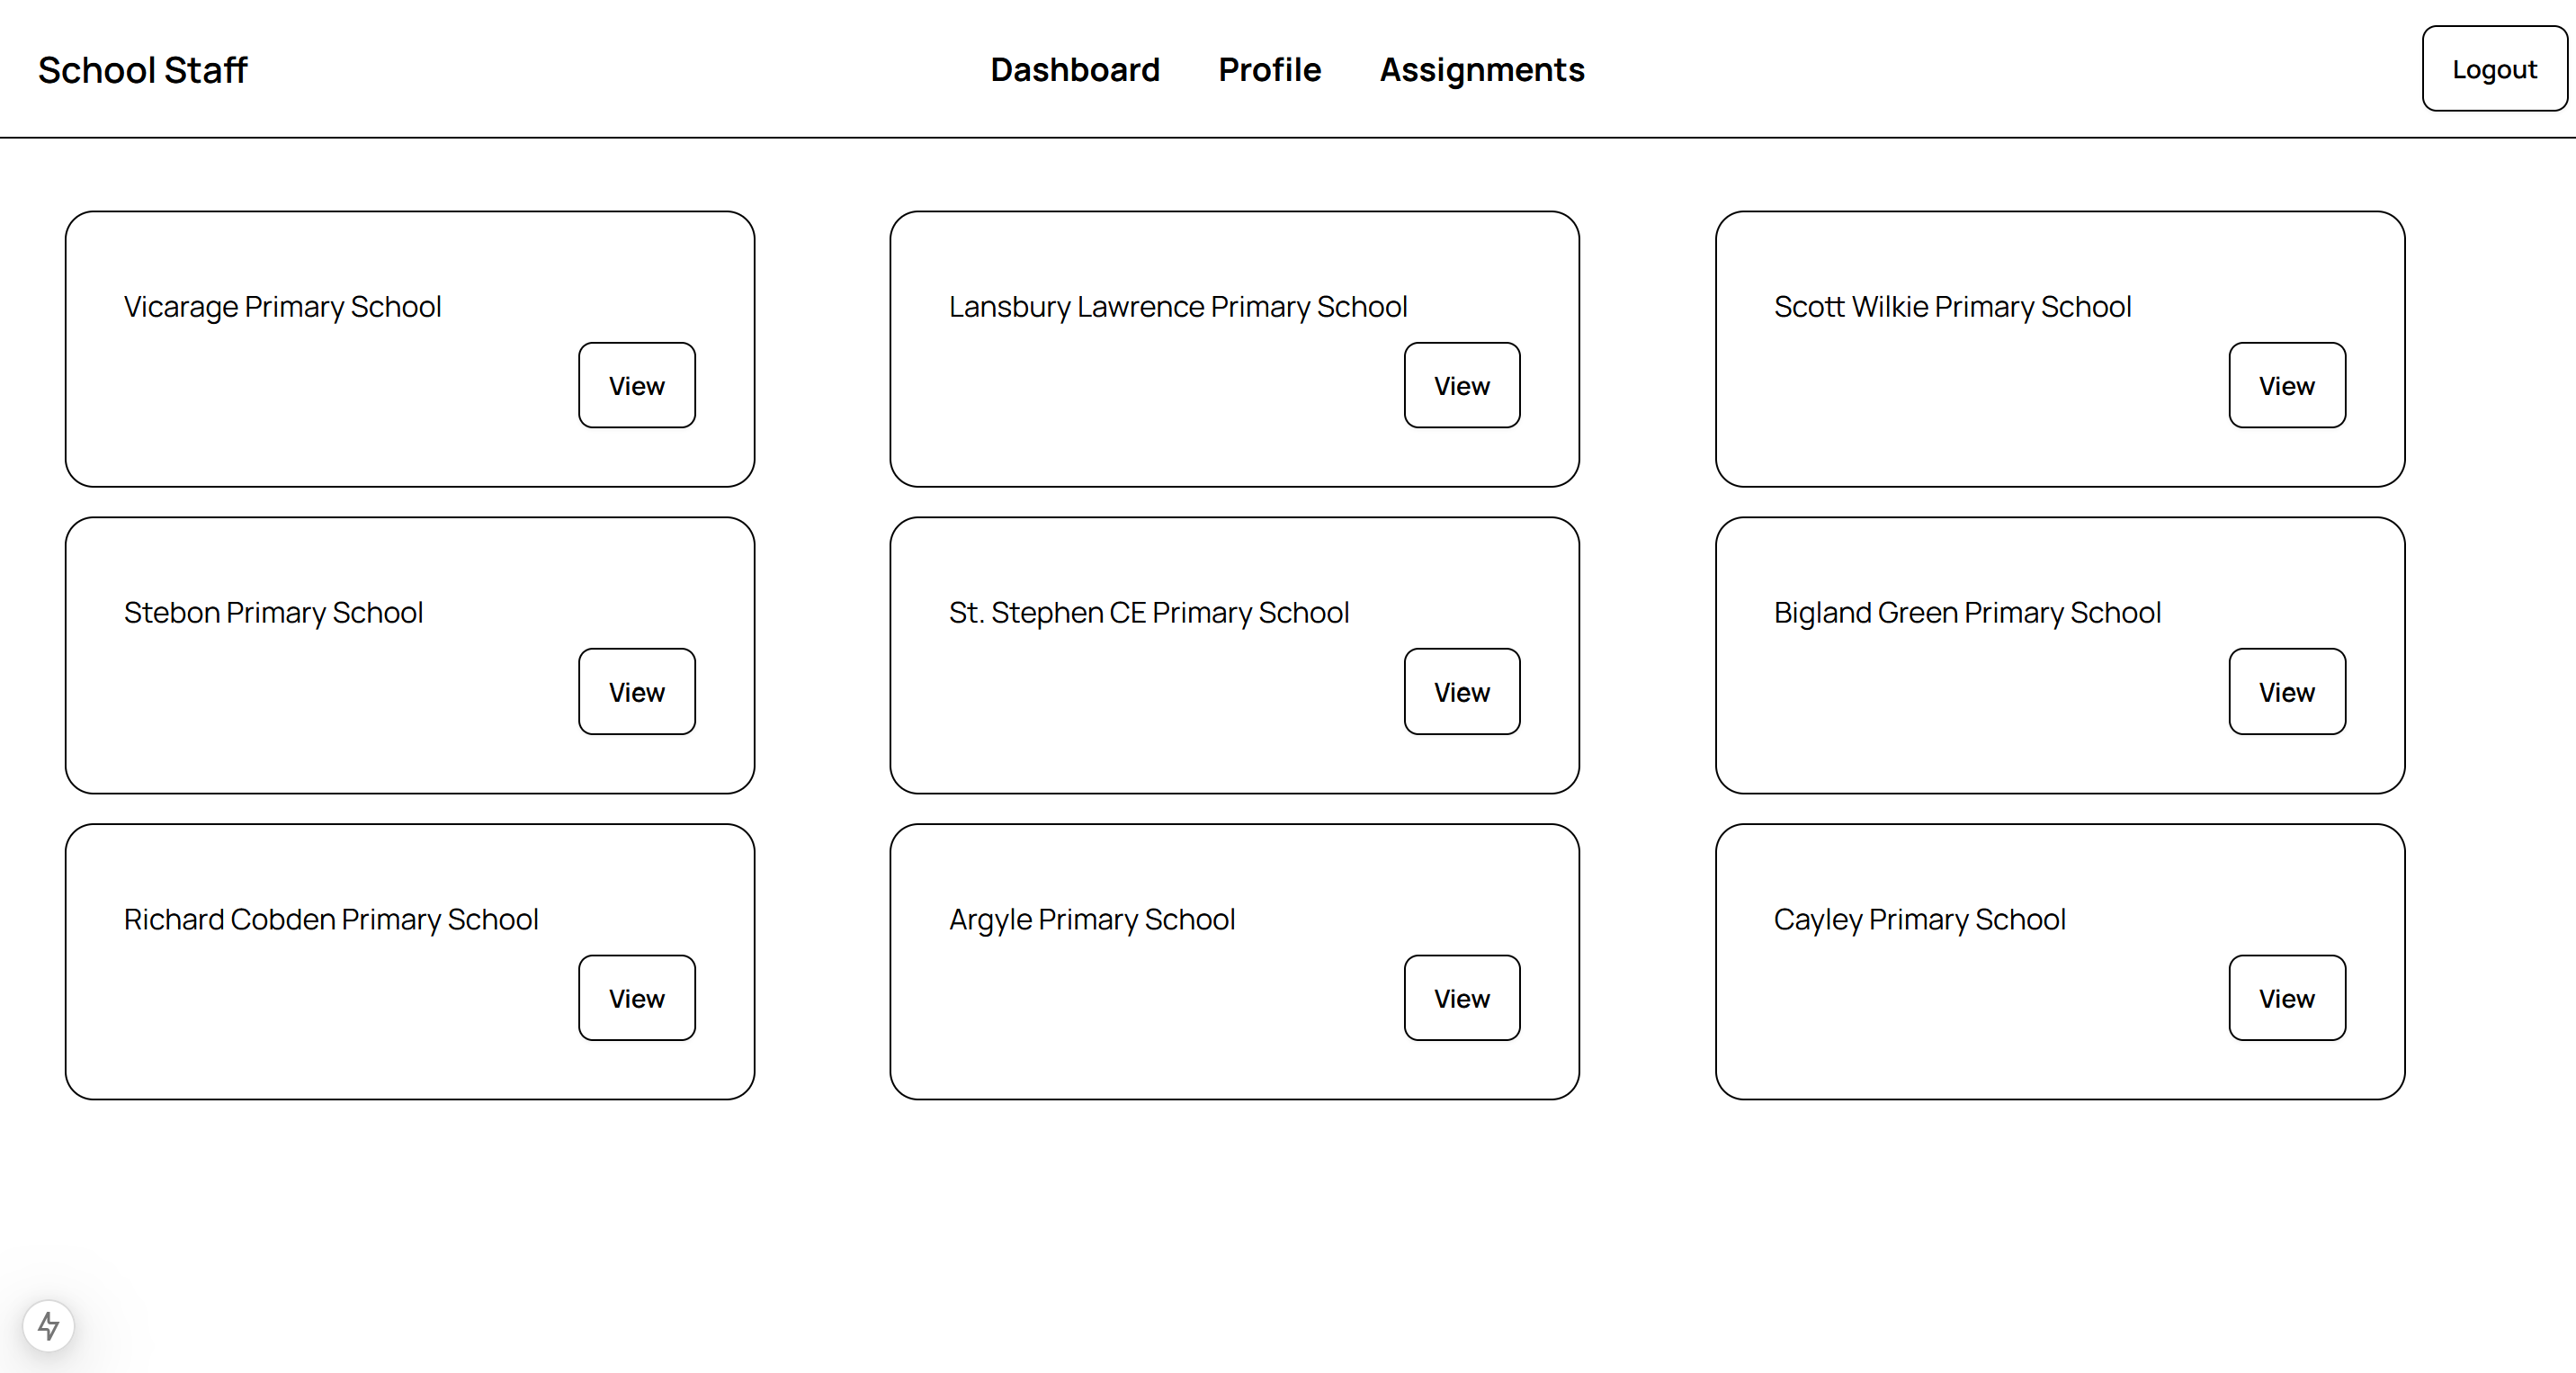 School Staff
Dashboard Profile Assignments
Logout
Vicarage Primary School
View
Lansbury Lawrence Primary School
View
Scott Wilkie Primary School
View
Stebon Primary School
View
St. Stephen CE Primary School
View
Bigland Green Primary School
View
Richard Cobden Primary School
View
Argyle Primary School
View
Cayley Primary School
View